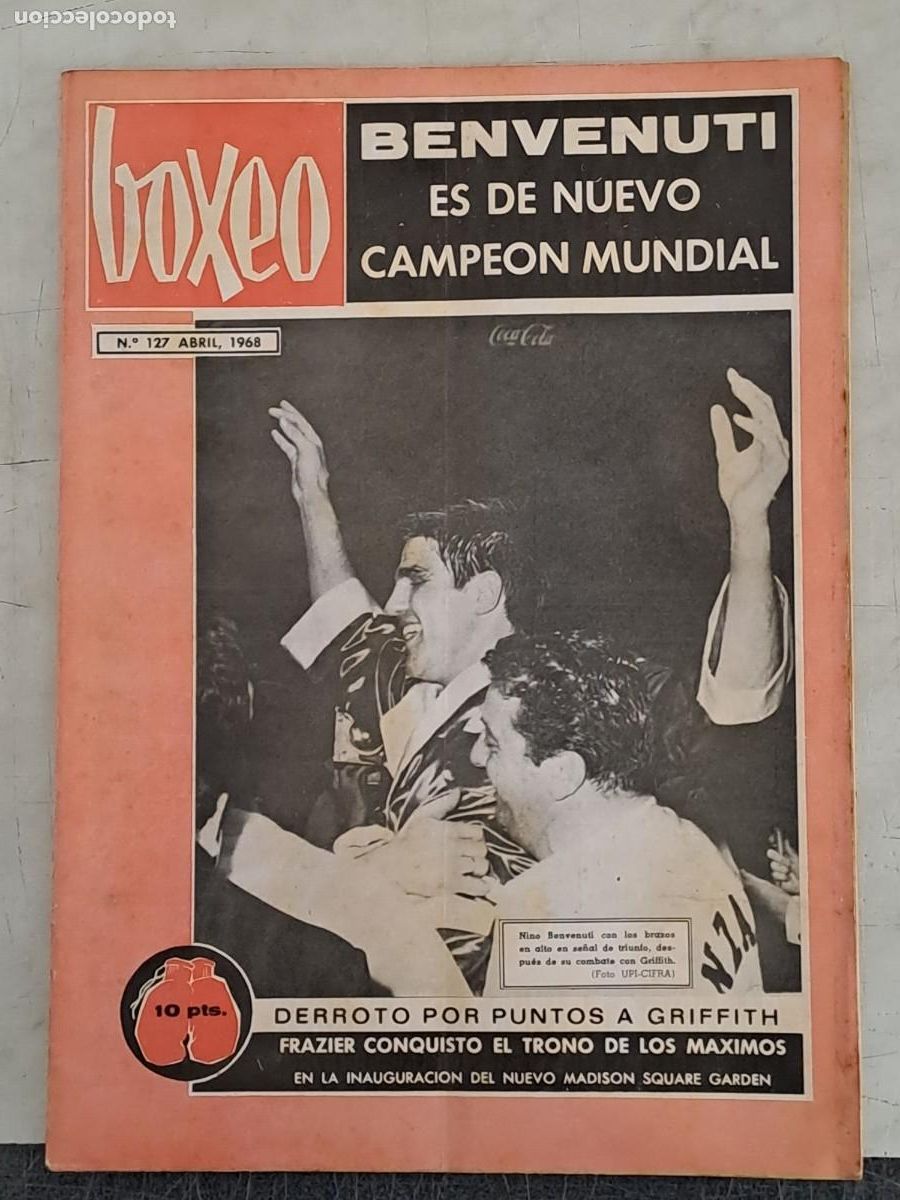 todocoleccion
boxeo
BENVENUTI
ES DE NUEVO
CAMPEON MUNDIAL
N.º 127 ABRIL, 1968
Coca Cola
NZA
Nino Benvenuti con los brazos
en alto en señal de triunfo, des-
pués de su combate con Griffith.
(Foto UPI-CIFRA)
10 pts.
DERROTO POR PUNTOS A GRIFFITH
FRAZIER CONQUISTO EL TRONO DE LOS MAXIMOS
EN LA INAUGURACION DEL NUEVO MADISON SQUARE GARDEN